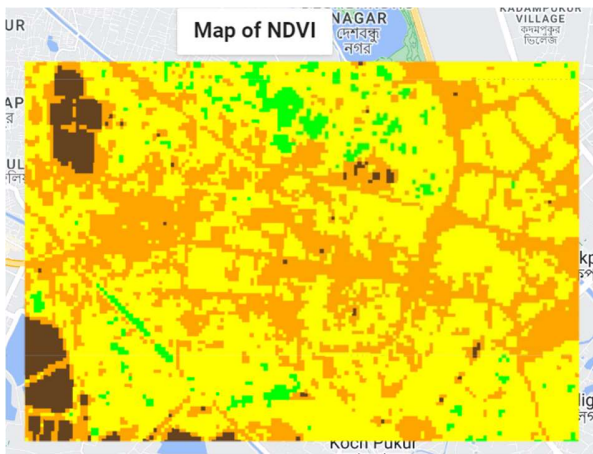 Map of NDVI
NAGAR
দেশবন্ধু
নগর
KADAMPUKUR
VILLAGE
কদমপুকুর
ভিলেজ
UR
AP
UL
Koch Pukur